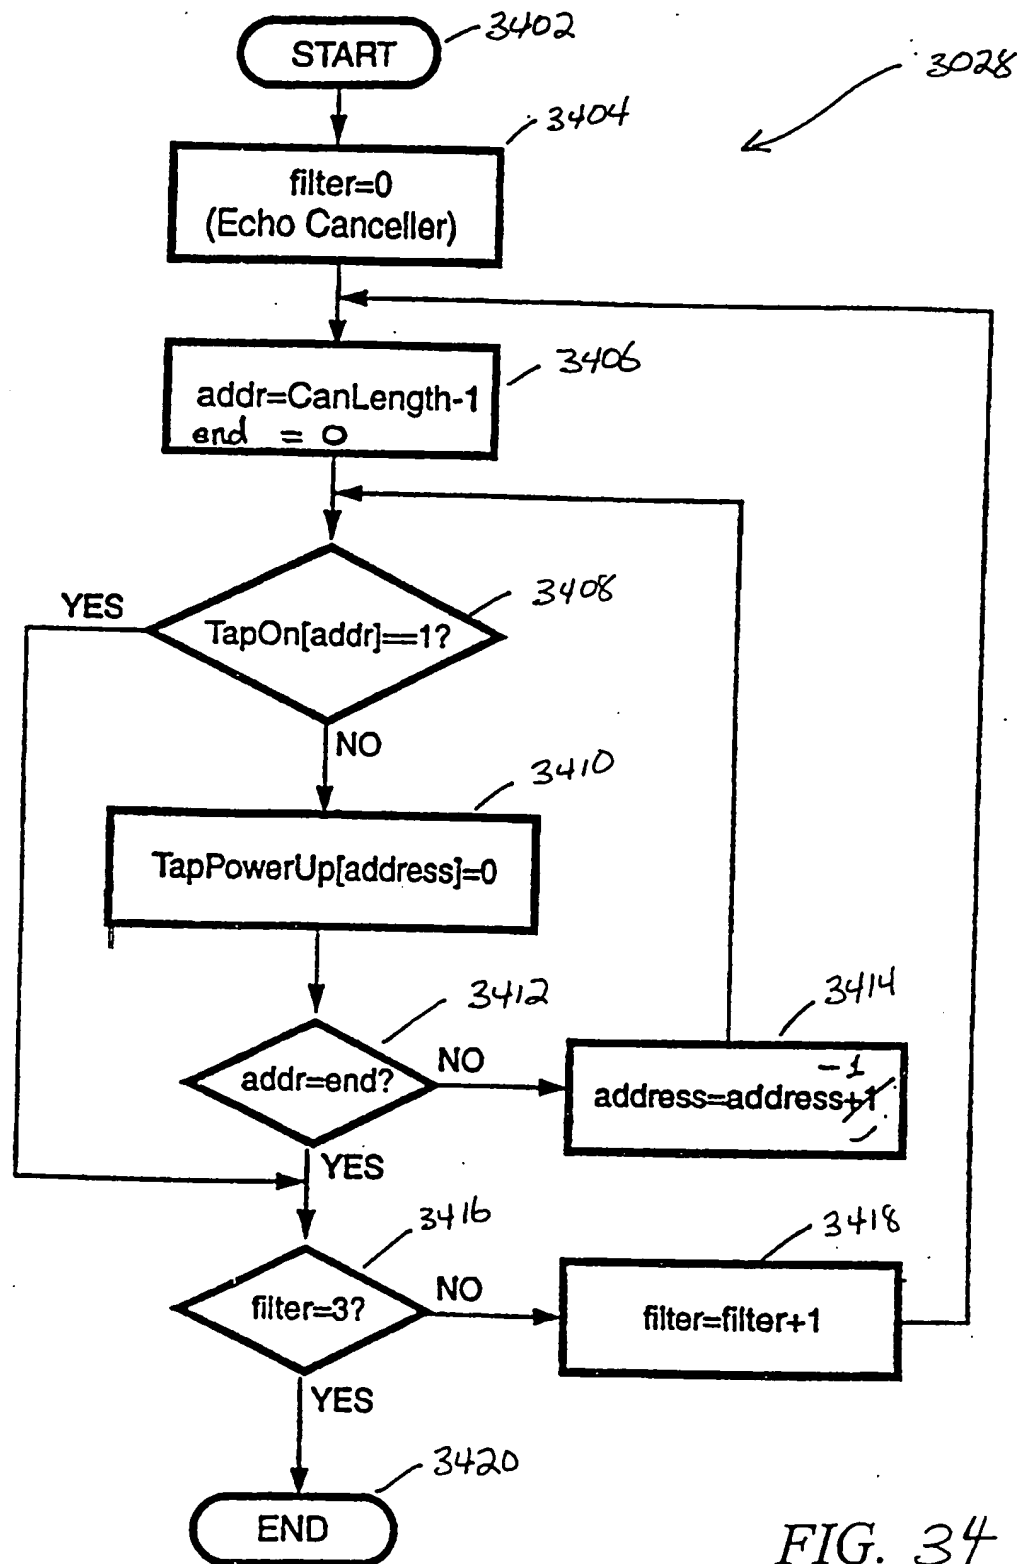 START
3402
3028
3404
filter=0
(Echo Canceller)
3406
addr=CanLength-1
end = 0
YES
TapOn[addr]==1?
3408
NO
3410
TapPowerUp[address]=0
3412
addr=end?
NO
3414
-1
address=address+1
YES
3416
filter=3?
NO
3418
filter=filter+1
YES
3420
END
FIG. 34